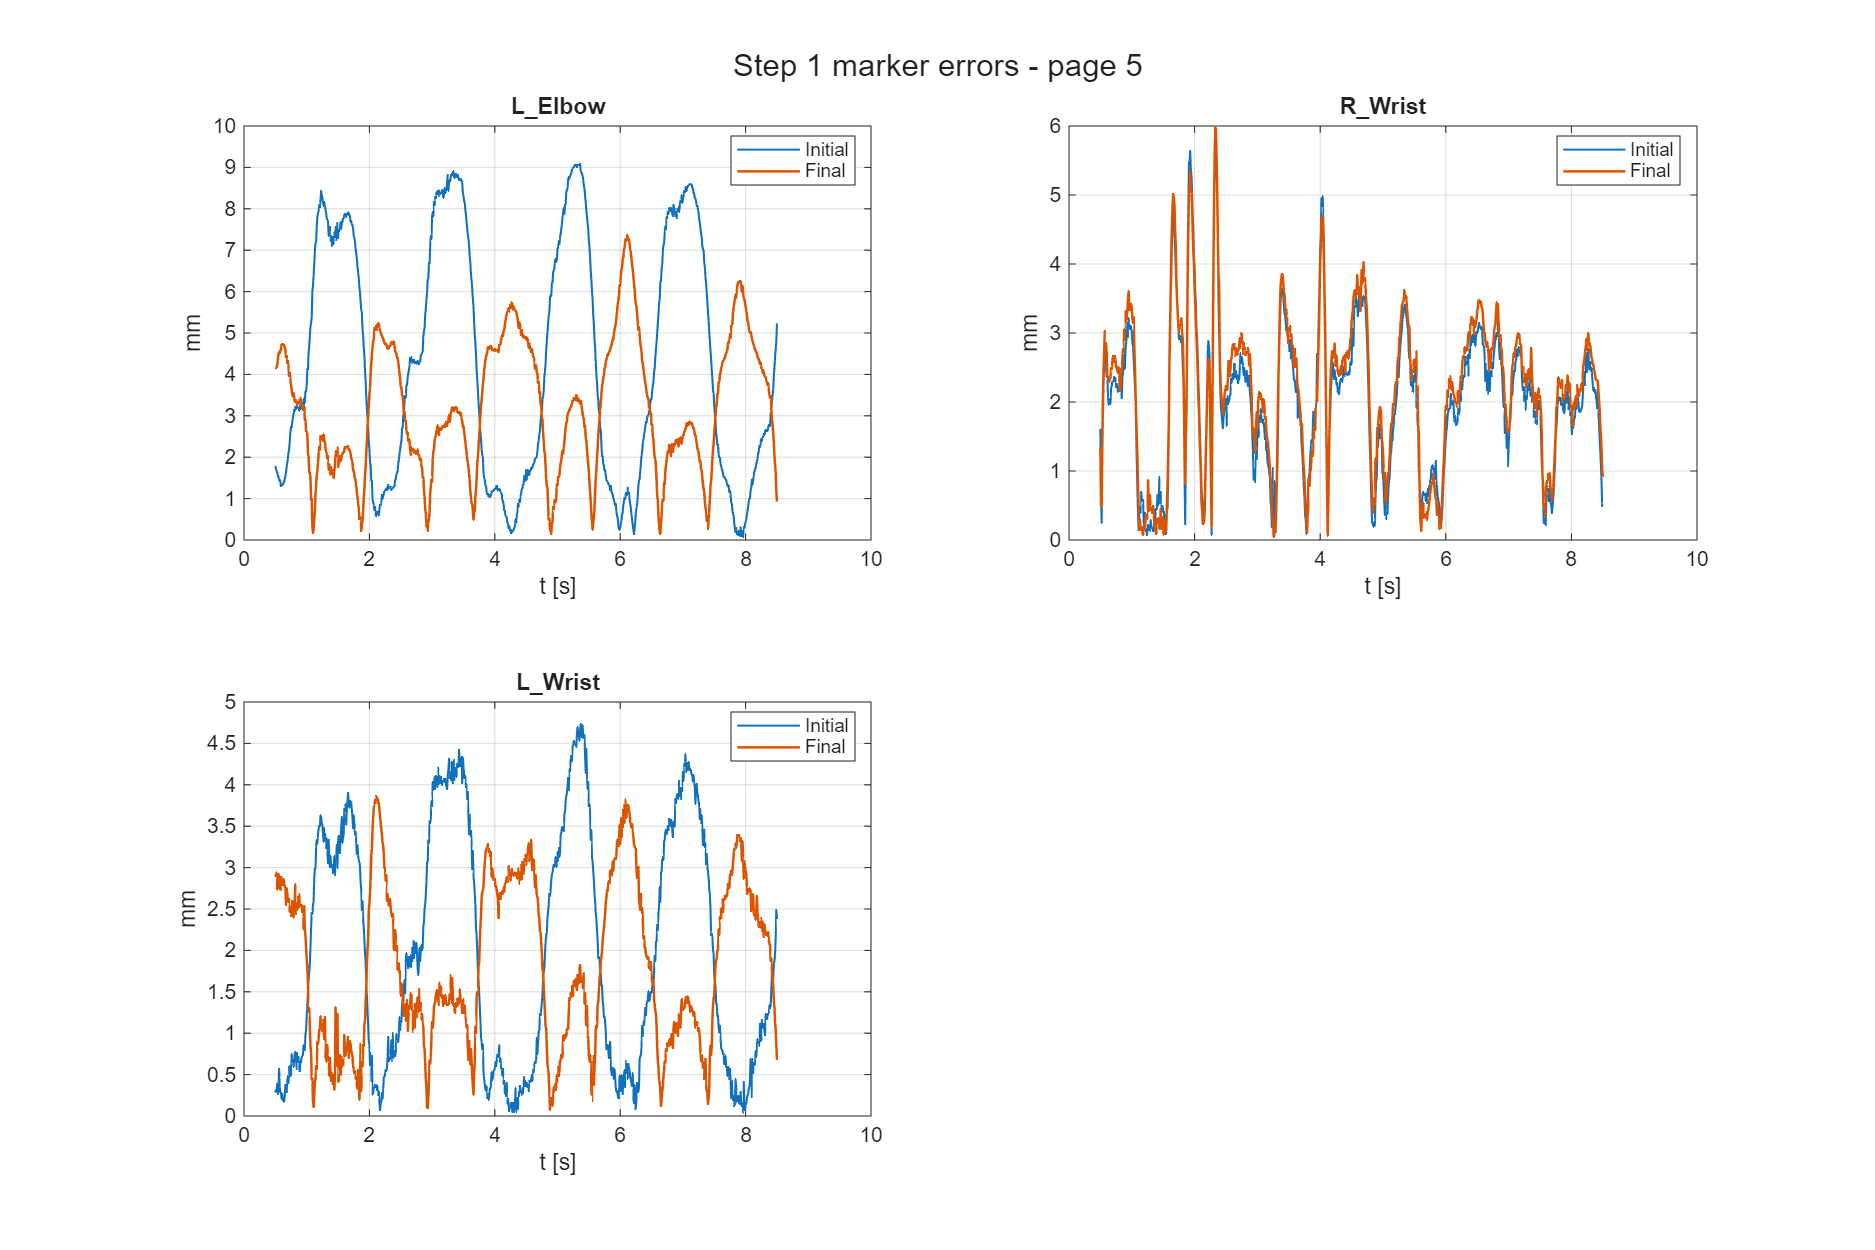 Step 1 marker errors - page 5
L_Elbow
10
9
8
7
6
5
4
3
2
1
0
mm
0 2 4 6 8 10
t [s]
Initial
Final
R_Wrist
6
5
4
3
2
1
0
mm
0 2 4 6 8 10
t [s]
Initial
Final
L_Wrist
5
4.5
4
3.5
3
2.5
2
1.5
1
0.5
0
mm
0 2 4 6 8 10
t [s]
Initial
Final